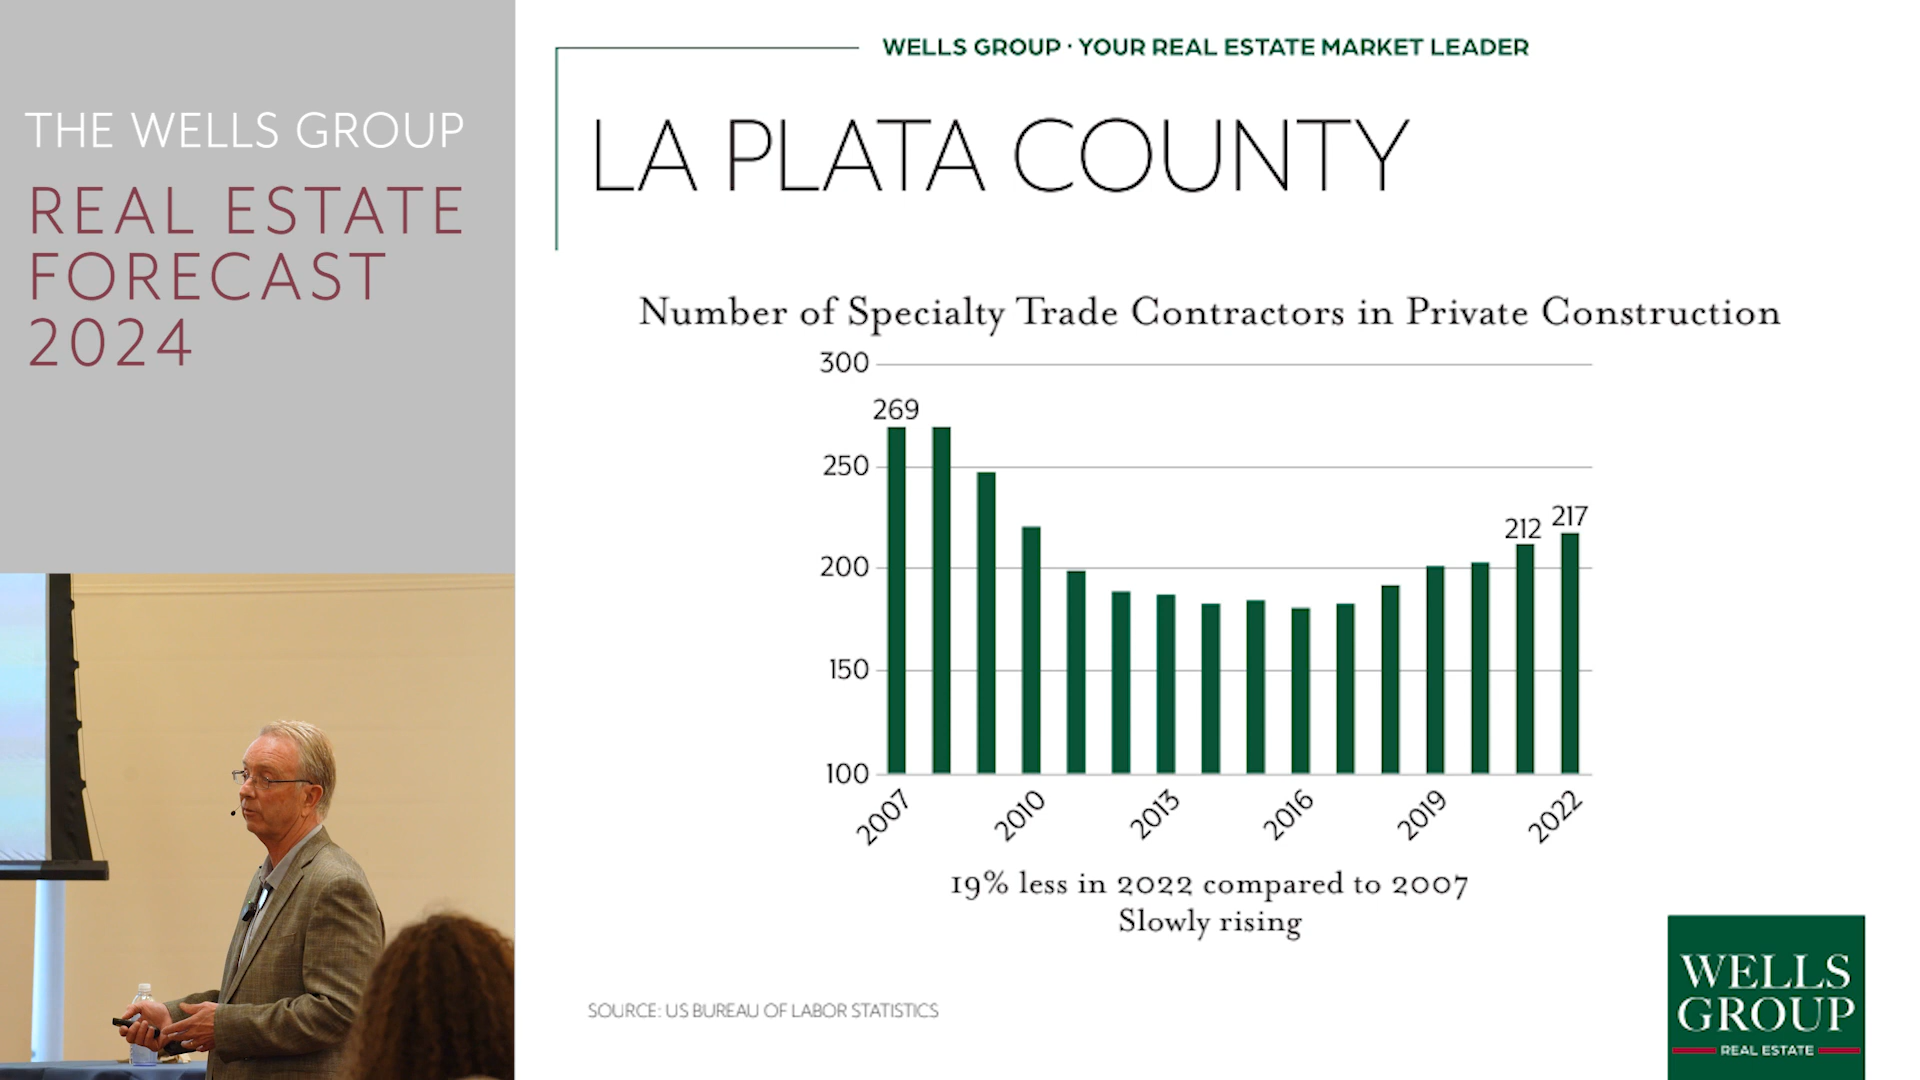 THE WELLS GROUP
REAL ESTATE
FORECAST
2024
WELLS GROUP · YOUR REAL ESTATE MARKET LEADER
LA PLATA COUNTY
Number of Specialty Trade Contractors in Private Construction
300
250
200
150
100
269
212
217
2007
2010
2013
2016
2019
2022
19% less in 2022 compared to 2007
Slowly rising
SOURCE: US BUREAU OF LABOR STATISTICS
WELLS
GROUP
REAL ESTATE